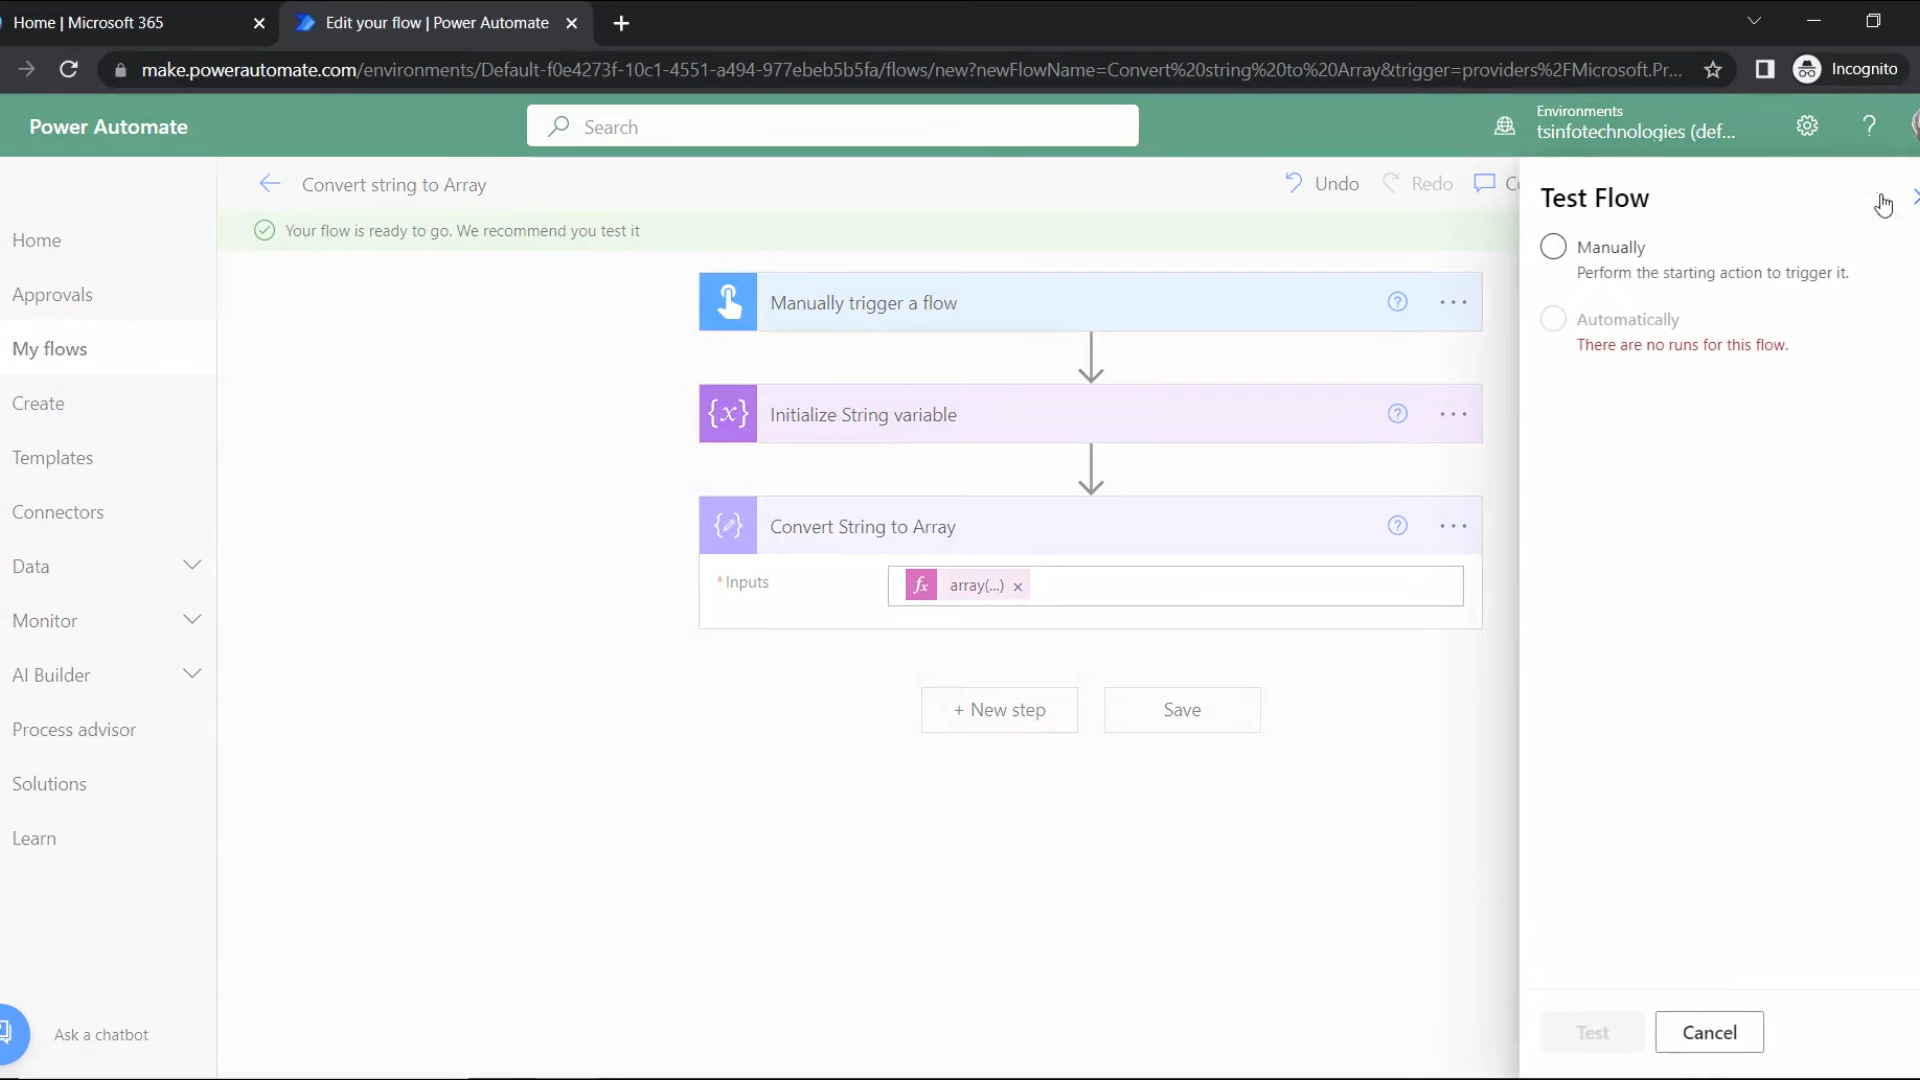 Home | Microsoft 365
Edit your flow | Power Automate
make.powerautomate.com/environments/Default-f0e4273f-10c1-4551-a494-977ebeb5b5fa/flows/new?newFlowName=Convert%20string%20to%20Array&trigger=providers%2FMicrosoft.Pr...
Incognito
Power Automate
Search
Environments
tsinfotechnologies (def...
Convert string to Array
Undo
Redo
Your flow is ready to go. We recommend you test it
Home
Approvals
My flows
Create
Templates
Connectors
Data
Monitor
AI Builder
Process advisor
Solutions
Learn
Ask a chatbot
Manually trigger a flow
{x} Initialize String variable
Convert String to Array
*Inputs
fx array(...) ×
+ New step
Save
Test Flow
Manually
Perform the starting action to trigger it.
Automatically
There are no runs for this flow.
Test
Cancel